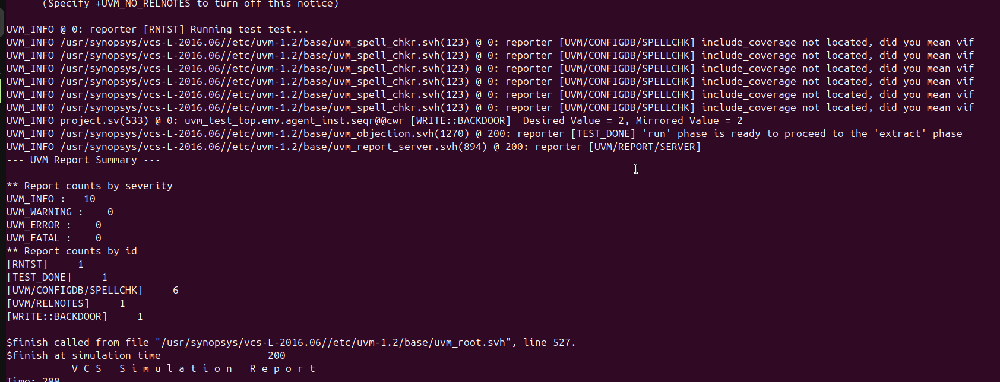 (Specify +UVM_NO_RELNOTES to turn off this notice)
UVM_INFO @ 0: reporter [RNTST] Running test test...
UVM_INFO /usr/synopsys/vcs-L-2016.06//etc/uvm-1.2/base/uvm_spell_chkr.svh(123) @ 0: reporter [UVM/CONFIGDB/SPELLCHK] include_coverage not located, did you mean vif
UVM_INFO /usr/synopsys/vcs-L-2016.06//etc/uvm-1.2/base/uvm_spell_chkr.svh(123) @ 0: reporter [UVM/CONFIGDB/SPELLCHK] include_coverage not located, did you mean vif
UVM_INFO /usr/synopsys/vcs-L-2016.06//etc/uvm-1.2/base/uvm_spell_chkr.svh(123) @ 0: reporter [UVM/CONFIGDB/SPELLCHK] include_coverage not located, did you mean vif
UVM_INFO /usr/synopsys/vcs-L-2016.06//etc/uvm-1.2/base/uvm_spell_chkr.svh(123) @ 0: reporter [UVM/CONFIGDB/SPELLCHK] include_coverage not located, did you mean vif
UVM_INFO /usr/synopsys/vcs-L-2016.06//etc/uvm-1.2/base/uvm_spell_chkr.svh(123) @ 0: reporter [UVM/CONFIGDB/SPELLCHK] include_coverage not located, did you mean vif
UVM_INFO /usr/synopsys/vcs-L-2016.06//etc/uvm-1.2/base/uvm_spell_chkr.svh(123) @ 0: reporter [UVM/CONFIGDB/SPELLCHK] include_coverage not located, did you mean vif
UVM_INFO project.sv(533) @ 0: uvm_test_top.env.agent_inst.seqr@@cwr [WRITE::BACKDOOR]  Desired Value = 2, Mirrored Value = 2
UVM_INFO /usr/synopsys/vcs-L-2016.06//etc/uvm-1.2/base/uvm_objection.svh(1270) @ 200: reporter [TEST_DONE] 'run' phase is ready to proceed to the 'extract' phase
UVM_INFO /usr/synopsys/vcs-L-2016.06//etc/uvm-1.2/base/uvm_report_server.svh(894) @ 200: reporter [UVM/REPORT/SERVER]
--- UVM Report Summary ---
** Report counts by severity
UVM_INFO :   10
UVM_WARNING :    0
UVM_ERROR :    0
UVM_FATAL :    0
** Report counts by id
[RNTST]     1
[TEST_DONE]     1
[UVM/CONFIGDB/SPELLCHK]     6
[UVM/RELNOTES]     1
[WRITE::BACKDOOR]     1
$finish called from file "/usr/synopsys/vcs-L-2016.06//etc/uvm-1.2/base/uvm_root.svh", line 527.
$finish at simulation time                  200
V C S   S i m u l a t i o n   R e p o r t
Time: 200